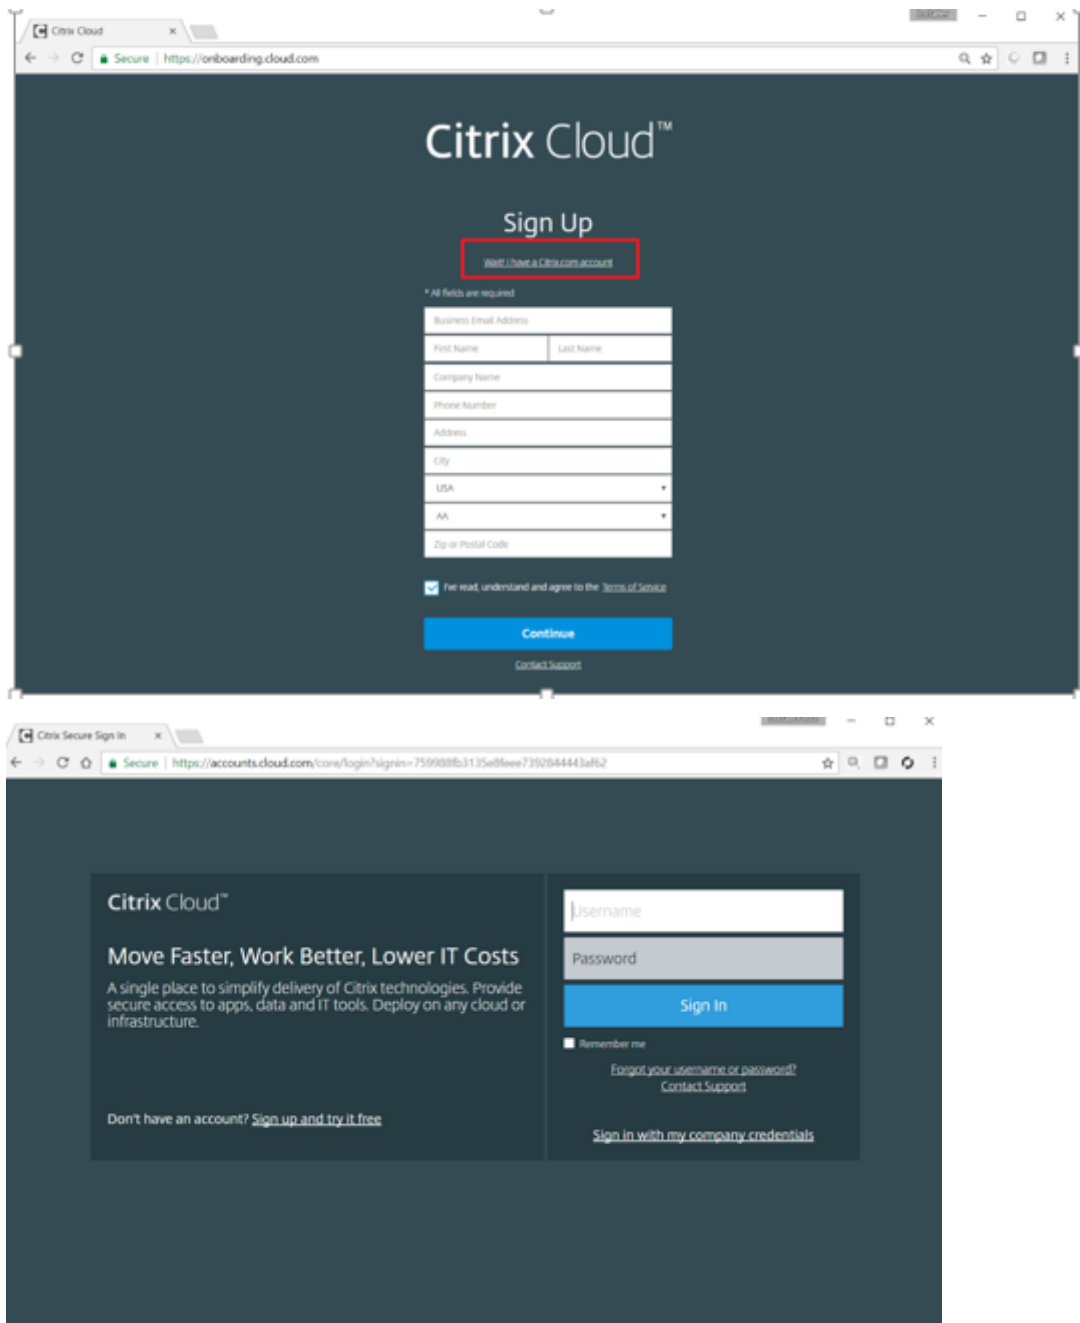 Citrix Cloud
Secure | https://onboarding.cloud.com
Citrix Cloud™
Sign Up
Wait! I have a Citrix.com account
* All fields are required
Business Email Address
First Name Last Name
Company Name
Phone Number
Address
City
USA
AA
Zip or Postal Code
I've read, understand and agree to the Terms of Service
Continue
Contact Support
Citrix Secure Sign In
Secure | https://accounts.cloud.com/core/login?signin=759988fb3135e8feee7392844443af62
Citrix Cloud™
Move Faster, Work Better, Lower IT Costs
A single place to simplify delivery of Citrix technologies. Provide
secure access to apps, data and IT tools. Deploy on any cloud or
infrastructure.
Don't have an account? Sign up and try it free
Username
Password
Sign In
Remember me
Forgot your username or password?
Contact Support
Sign in with my company credentials